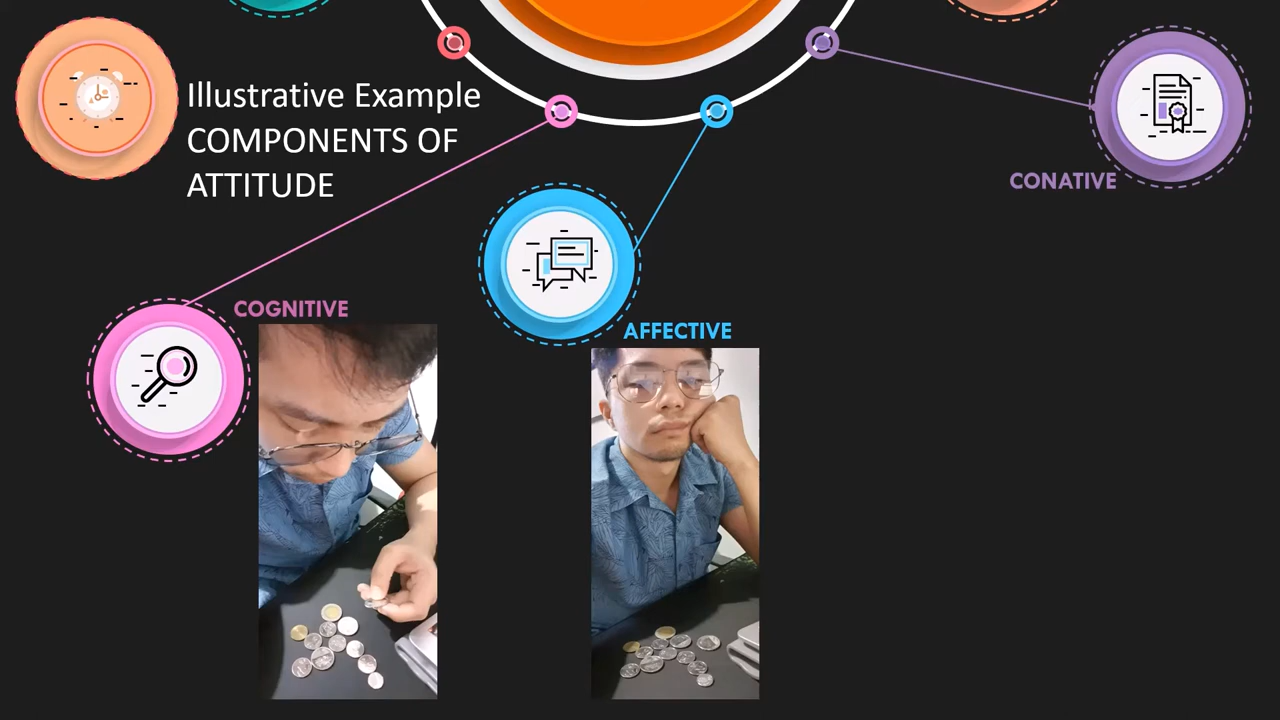 Illustrative Example
COMPONENTS OF
ATTITUDE
CONATIVE
COGNITIVE
AFFECTIVE